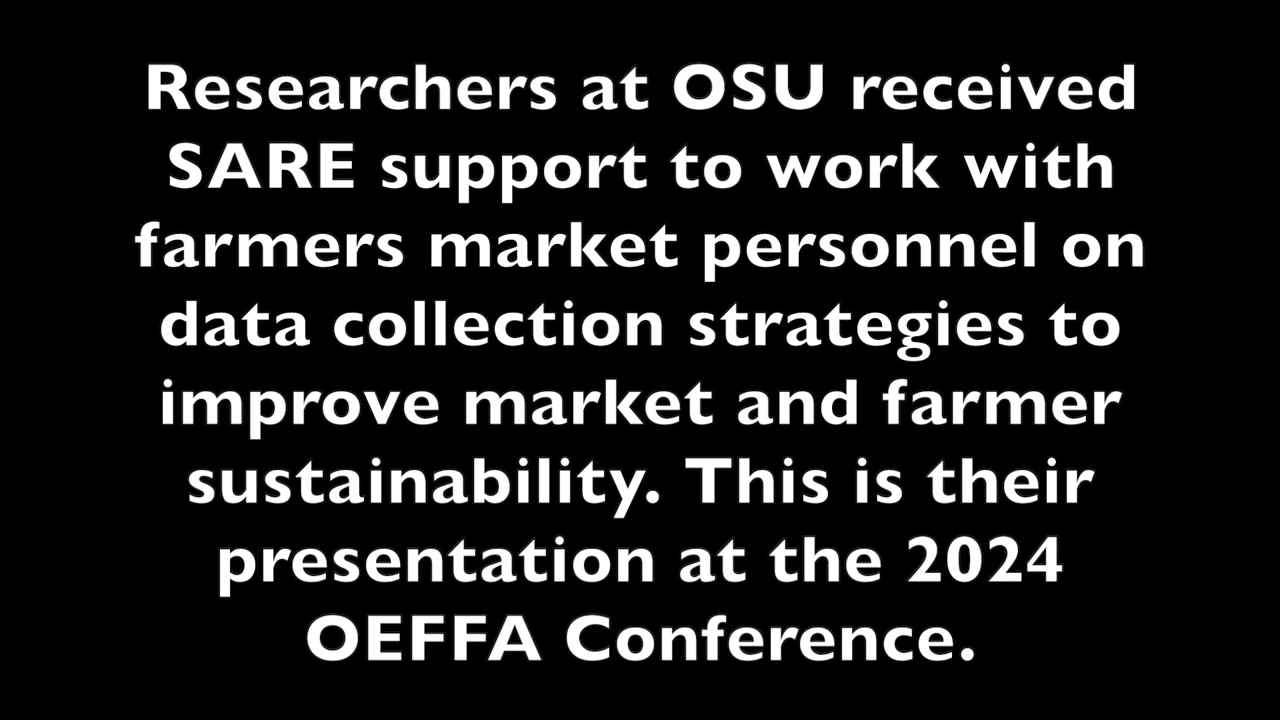 Researchers at OSU received
SARE support to work with
farmers market personnel on
data collection strategies to
improve market and farmer
sustainability. This is their
presentation at the 2024
OEFFA Conference.